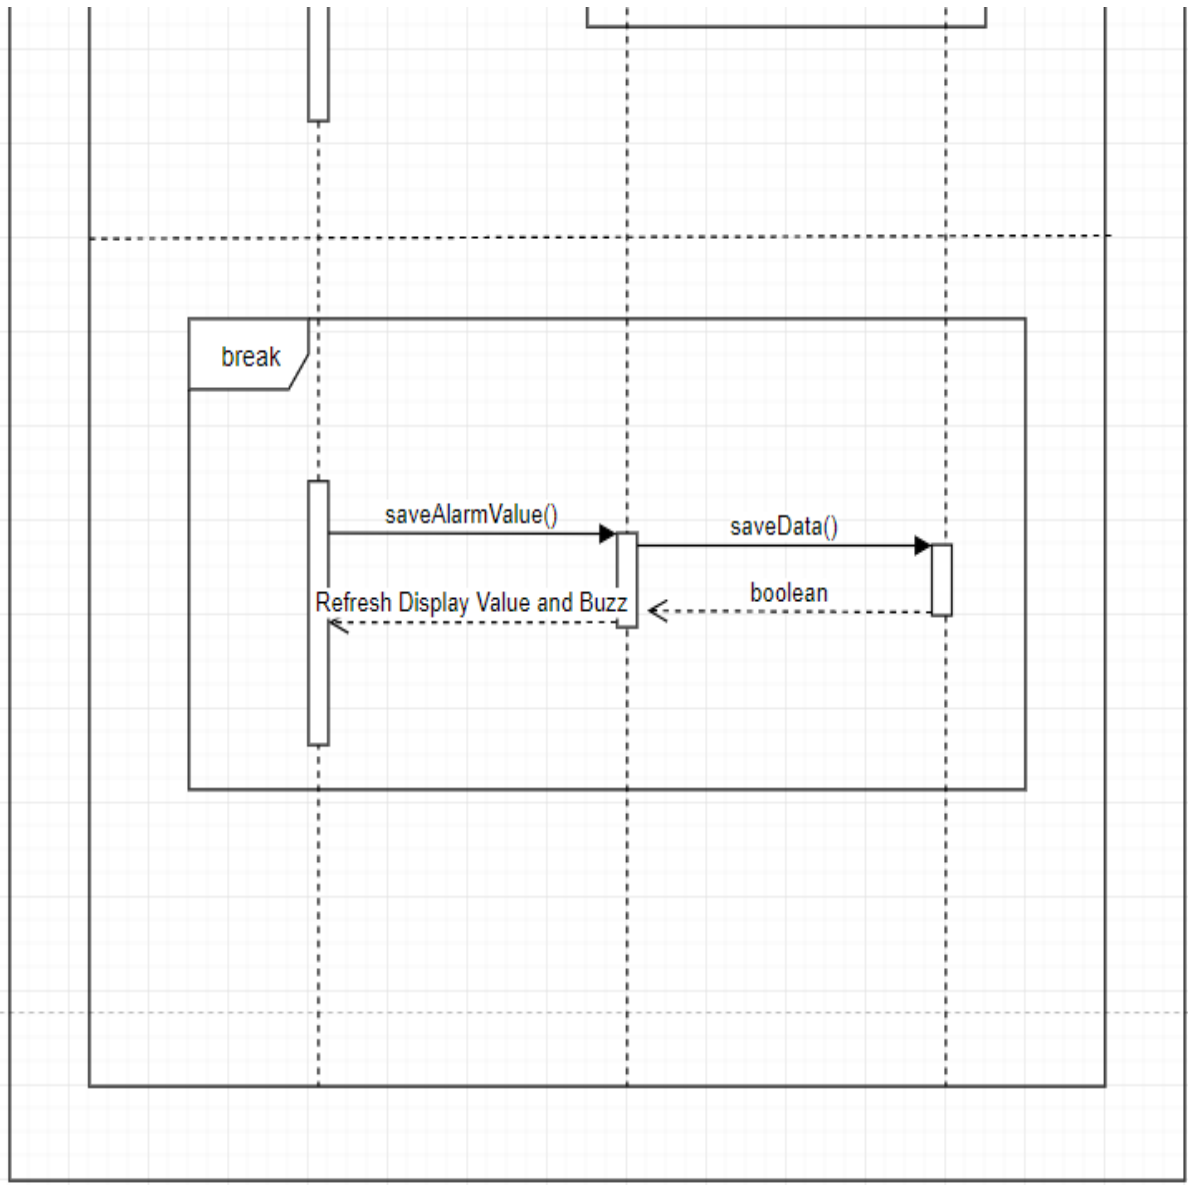 break
saveAlarmValue()
saveData()
boolean
Refresh Display Value and Buzz